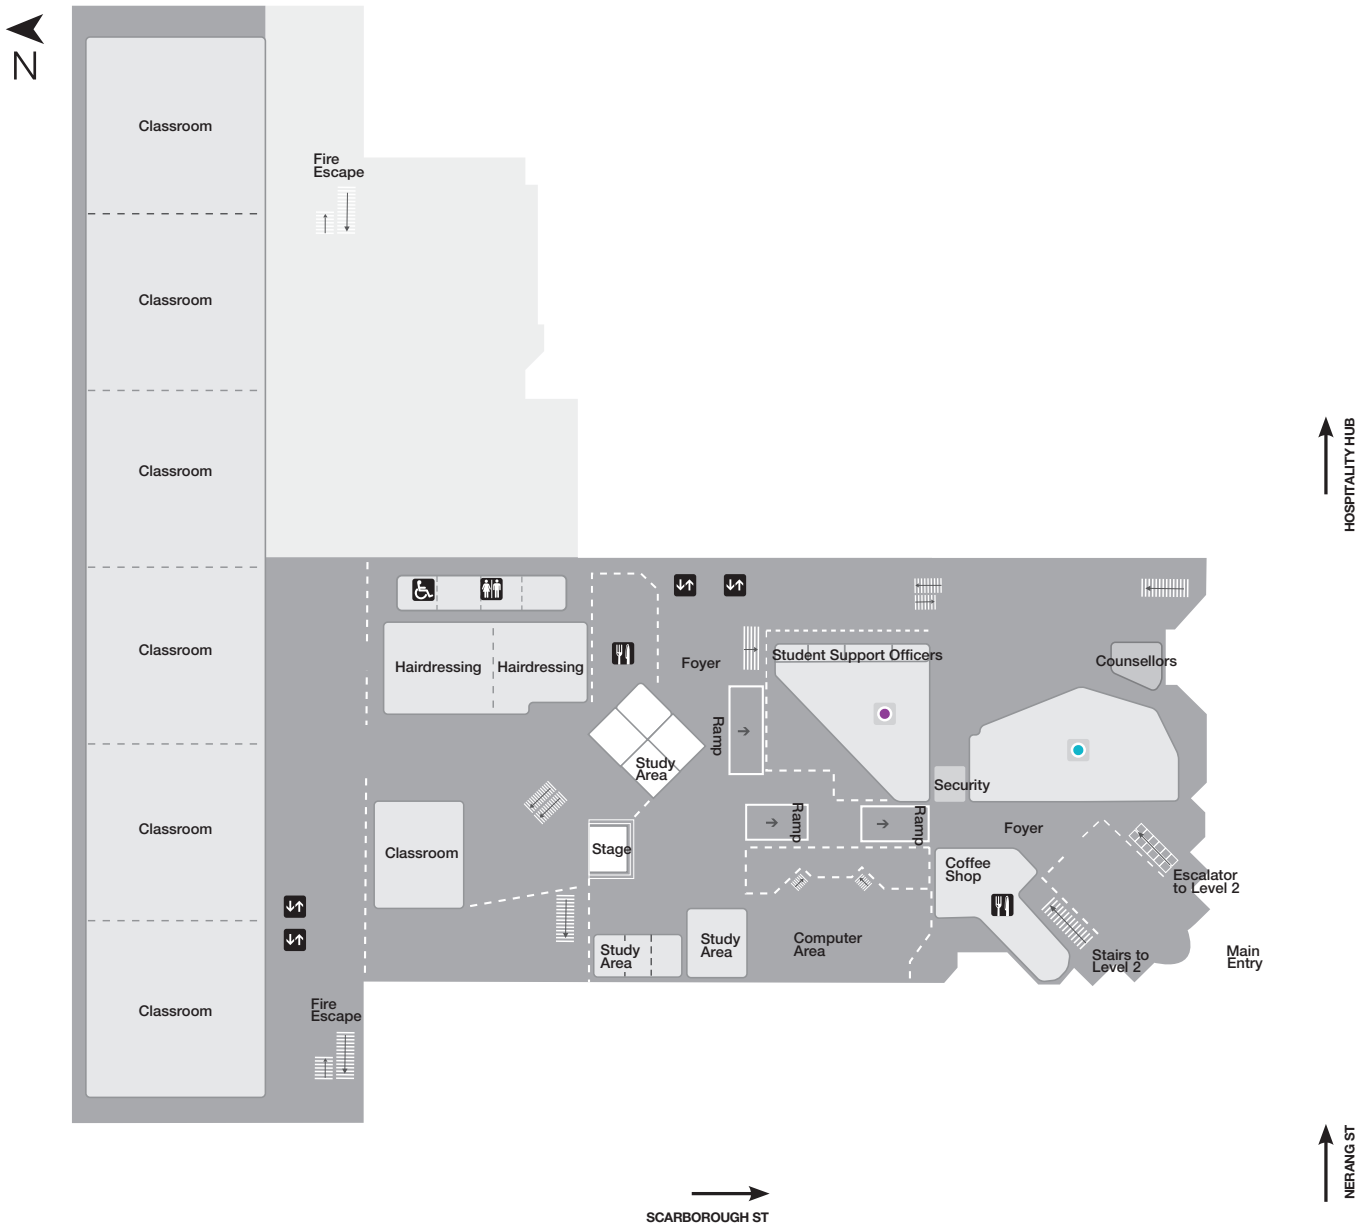 N
Classroom
Fire
Escape
Classroom
Classroom
HOSPITALITY HUB
Classroom
Hairdressing
Hairdressing
Foyer
Student Support Officers
Counsellors
Ramp
Study
Area
Security
Classroom
Classroom
Stage
Ramp
Ramp
Foyer
Coffee
Shop
Escalator
to Level 2
Study
Area
Study
Area
Computer
Area
Stairs to
Level 2
Main
Entry
Classroom
Fire
Escape
NERANG ST
SCARBOROUGH ST